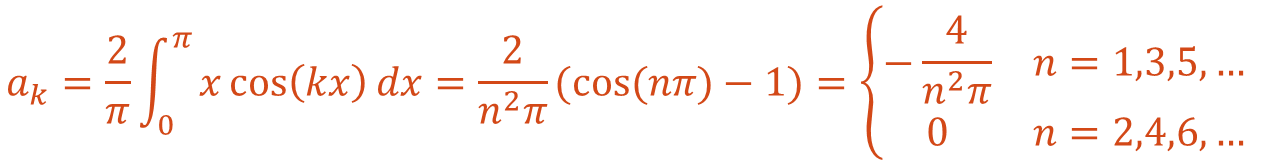 a_k = \frac{2}{\pi} \int_0^{\pi} x \cos(kx) \, dx = \frac{2}{n^2\pi} (\cos(n\pi) - 1) = \begin{cases} -\frac{4}{n^2\pi} & n = 1,3,5,\ldots \\ 0 & n = 2,4,6,\ldots \end{cases}